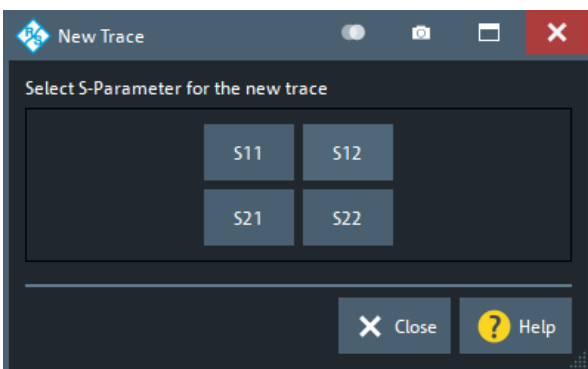 R/S New Trace
Select S-Parameter for the new trace
S11 S12
S21 S22
Close ? Help